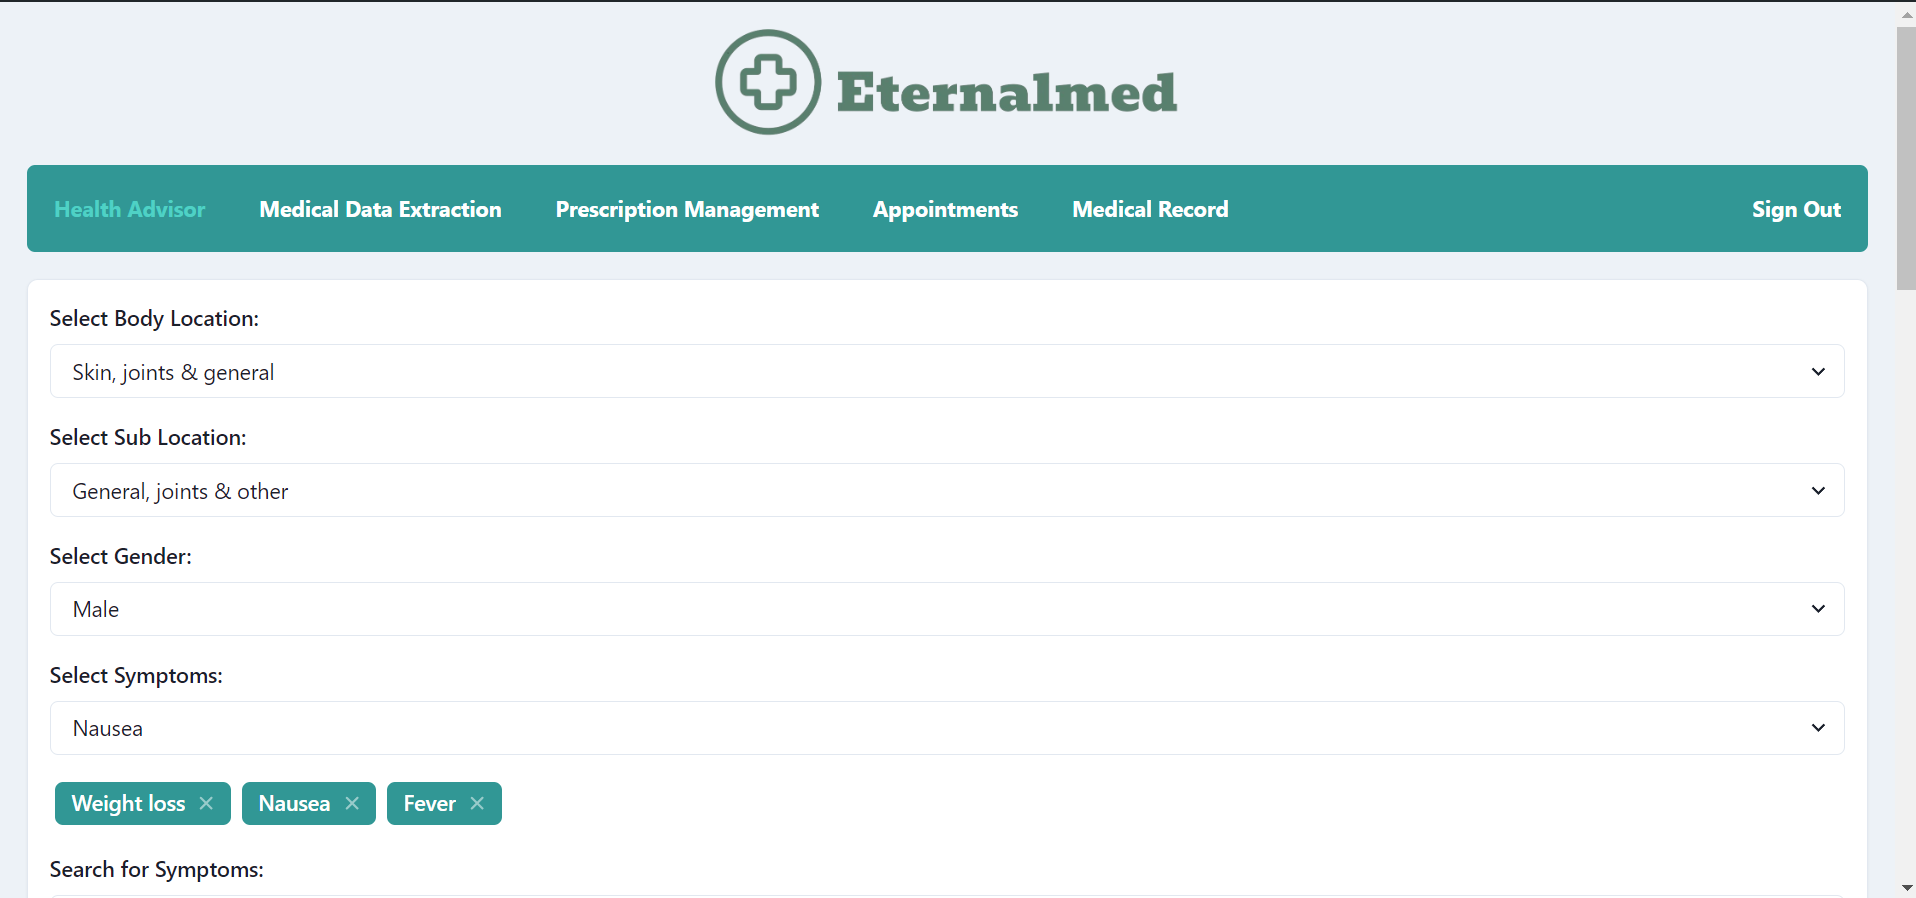 Eternalmed
Health Advisor Medical Data Extraction Prescription Management Appointments Medical Record Sign Out
Select Body Location:
Skin, joints & general
Select Sub Location:
General, joints & other
Select Gender:
Male
Select Symptoms:
Nausea
Weight loss × Nausea × Fever ×
Search for Symptoms: